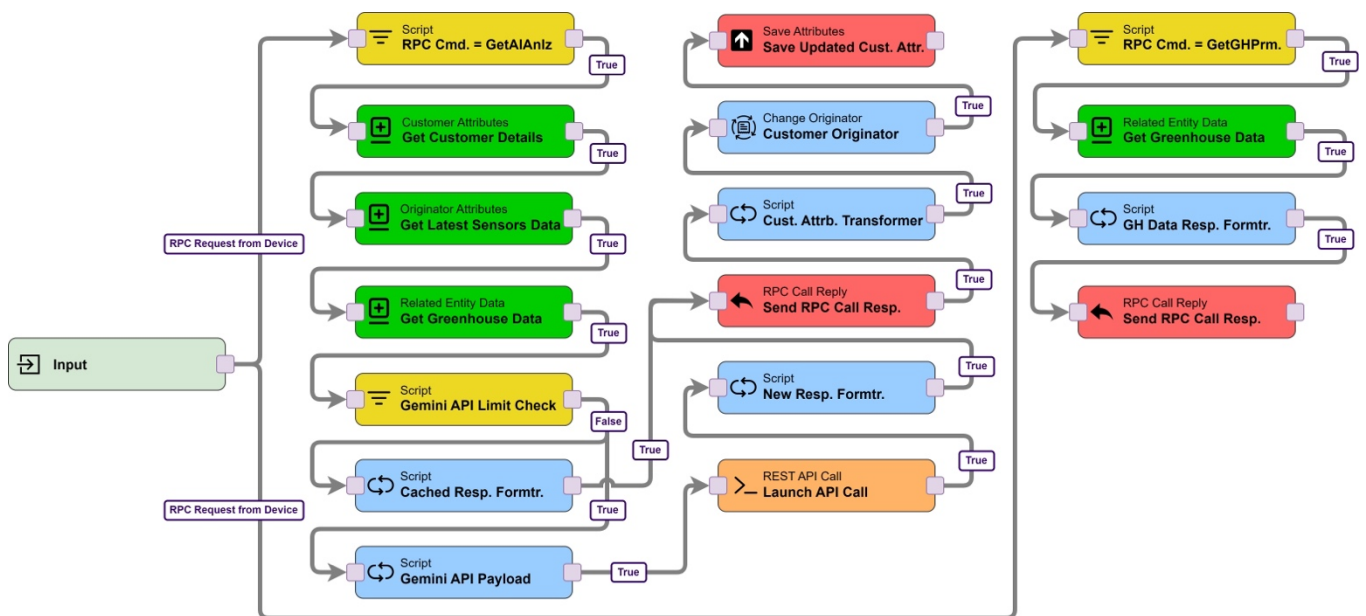 Input
RPC Request from Device
RPC Request from Device
Script
RPC Cmd. = GetAIAnlz
True
Customer Attributes
Get Customer Details
True
Originator Attributes
Get Latest Sensors Data
True
Related Entity Data
Get Greenhouse Data
True
Script
Gemini API Limit Check
False
True
Script
Cached Resp. Formtr.
True
Script
Gemini API Payload
True
Save Attributes
Save Updated Cust. Attr.
True
Change Originator
Customer Originator
True
Script
Cust. Attrb. Transformer
True
RPC Call Reply
Send RPC Call Resp.
True
Script
New Resp. Formtr.
True
REST API Call
Launch API Call
Script
RPC Cmd. = GetGHPrm.
True
Related Entity Data
Get Greenhouse Data
True
Script
GH Data Resp. Formtr.
True
RPC Call Reply
Send RPC Call Resp.